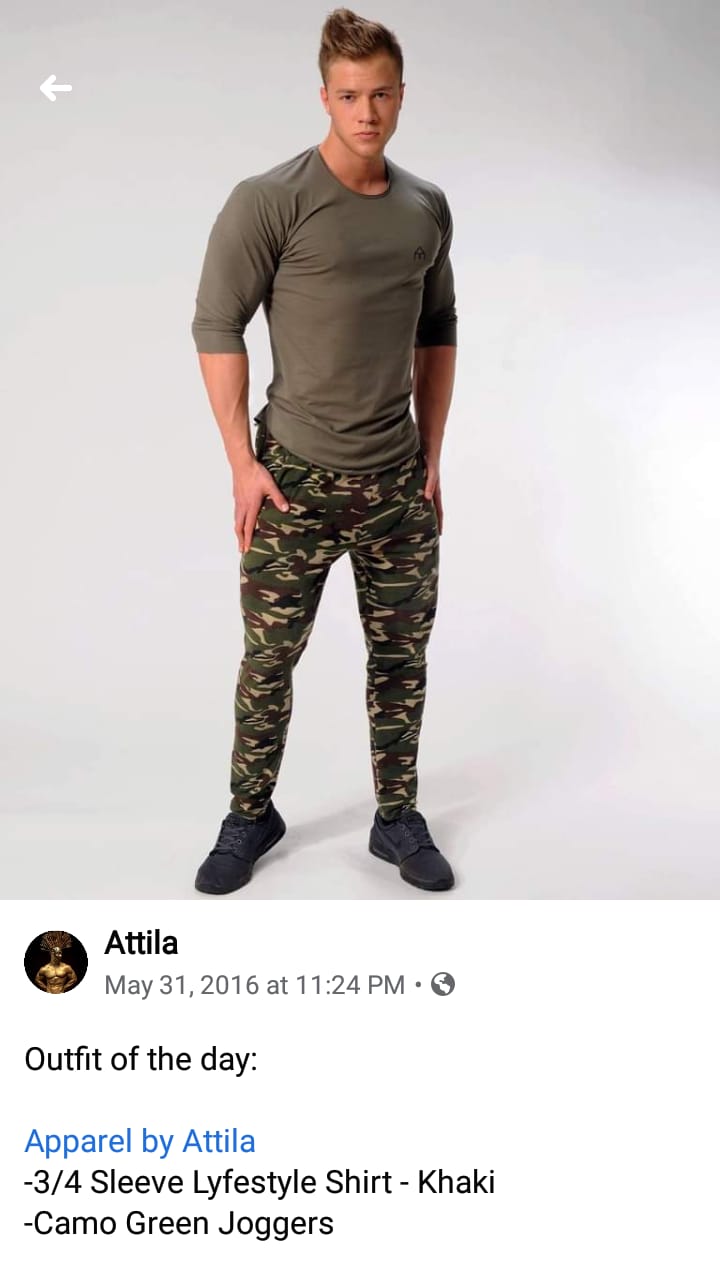 Attila
May 31, 2016 at 11:24 PM •
Outfit of the day:
Apparel by Attila
-3/4 Sleeve Lyfestyle Shirt - Khaki
-Camo Green Joggers